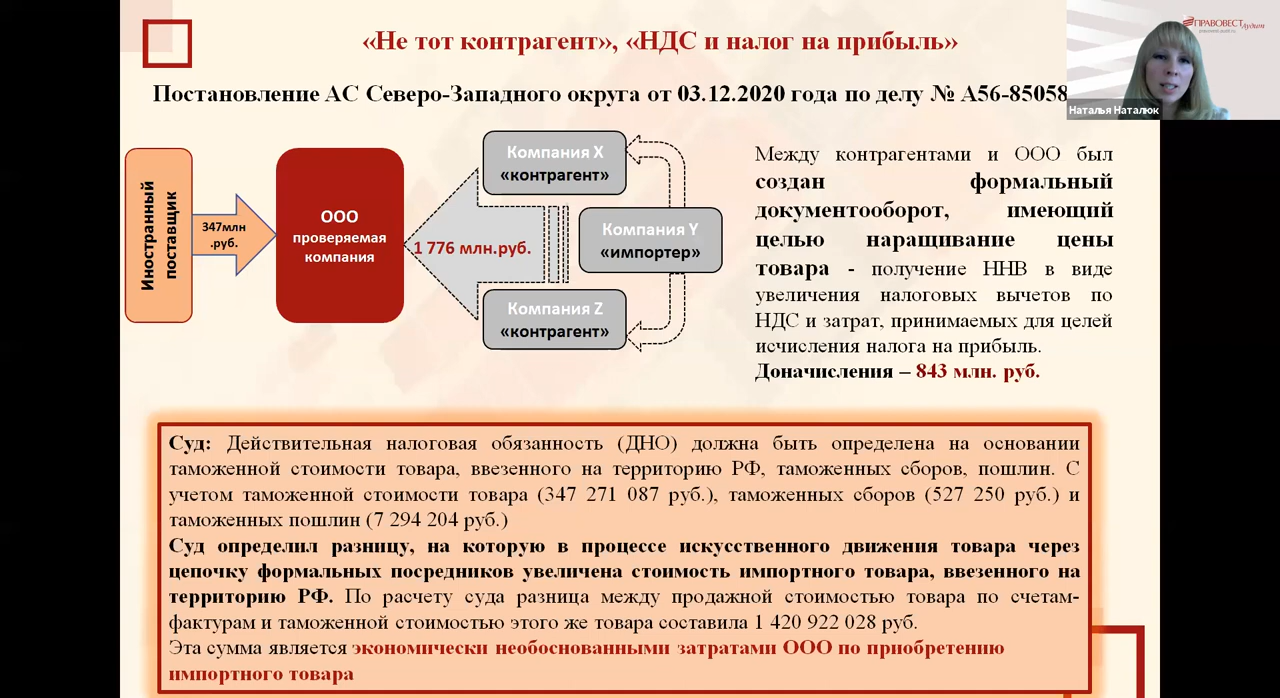 «Не тот контрагент», «НДС и налог на прибыль»
ПРАВОВЕСТ Аудит
Постановление АС Северо-Западного округа от 03.12.2020 года по делу № А56-85058
Наталья Наталюк
Иностранный
поставщик
347млн
.руб.
ООО
проверяемая
компания
1 776 млн.руб.
Компания X
«контрагент»
Компания Y
«импортер»
Компания Z
«контрагент»
Между контрагентами и ООО был
создан формальный
документооборот, имеющий
целью наращивание цены
товара - получение ННВ в виде
увеличения налоговых вычетов по
НДС и затрат, принимаемых для целей
исчисления налога на прибыль.
Доначисления – 843 млн. руб.
Суд: Действительная налоговая обязанность (ДНО) должна быть определена на основании
таможенной стоимости товара, ввезенного на территорию РФ, таможенных сборов, пошлин. С
учетом таможенной стоимости товара (347 271 087 руб.), таможенных сборов (527 250 руб.) и
таможенных пошлин (7 294 204 руб.)
Суд определил разницу, на которую в процессе искусственного движения товара через
цепочку формальных посредников увеличена стоимость импортного товара, ввезенного на
территорию РФ. По расчету суда разница между продажной стоимостью товара по счетам-
фактурам и таможенной стоимостью этого же товара составила 1 420 922 028 руб.
Эта сумма является экономически необоснованными затратами ООО по приобретению
импортного товара